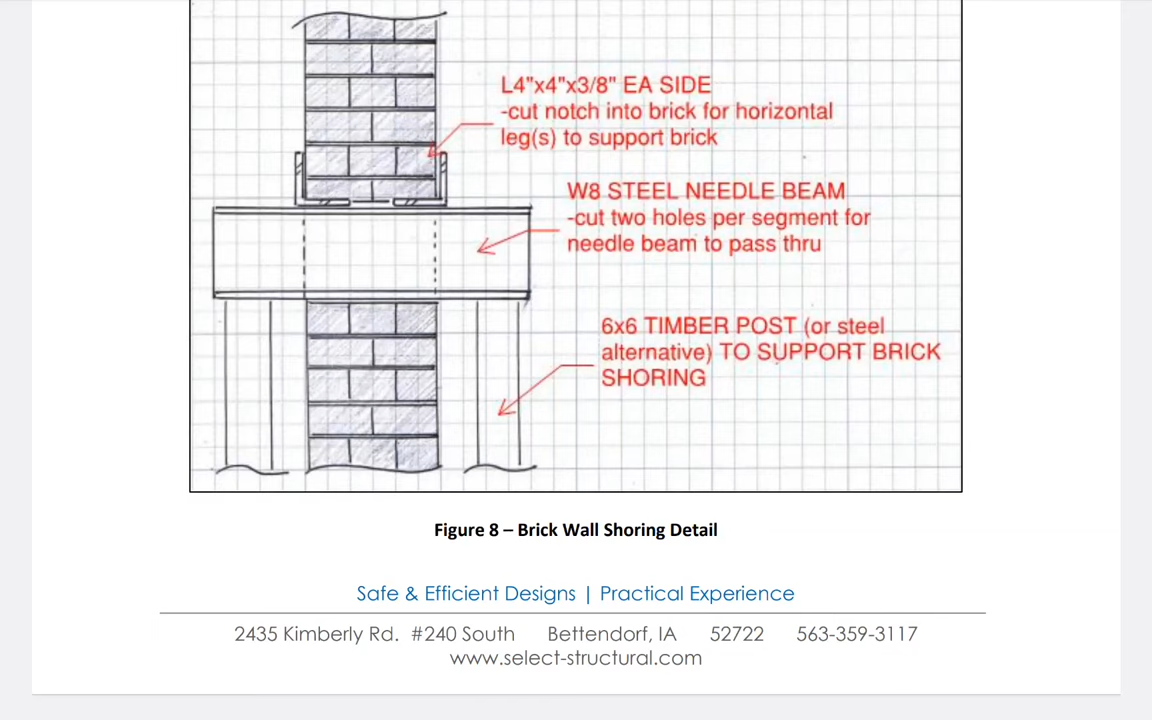 L4"x4"x3/8" EA SIDE
-cut notch into brick for horizontal
leg(s) to support brick
W8 STEEL NEEDLE BEAM
-cut two holes per segment for
needle beam to pass thru
6x6 TIMBER POST (or steel
alternative) TO SUPPORT BRICK
SHORING
Figure 8 – Brick Wall Shoring Detail
Safe & Efficient Designs | Practical Experience
2435 Kimberly Rd. #240 South Bettendorf, IA 52722 563-359-3117
www.select-structural.com